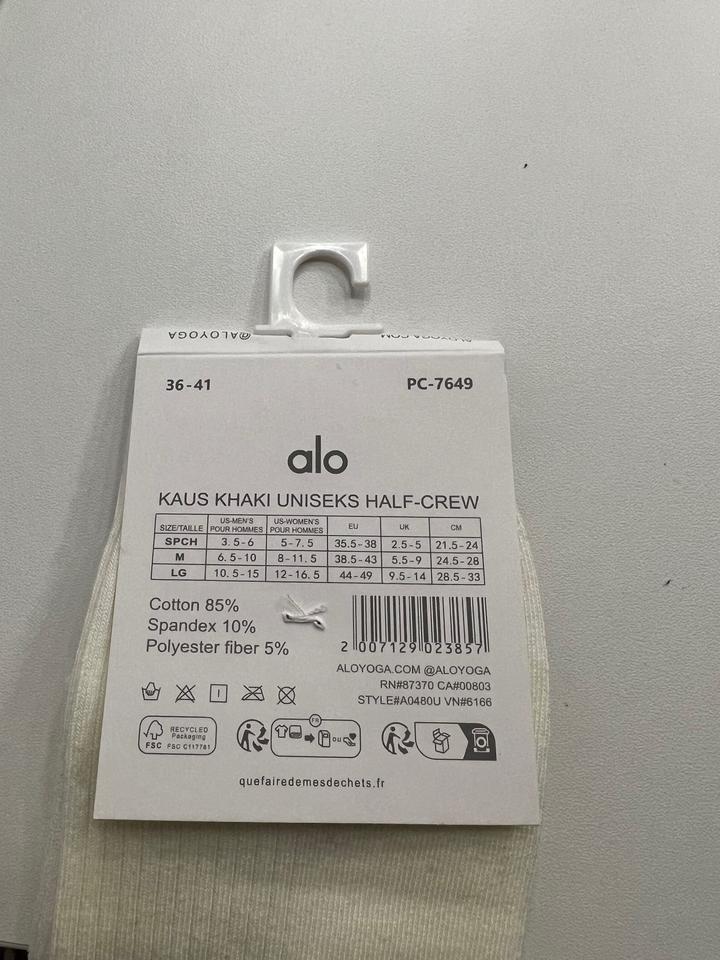 @ALOYOGA
36-41 PC-7649
alo
KAUS KHAKI UNISEKS HALF-CREW
SIZE/TAILLE US-MEN'S POUR HOMMES US-WOMEN'S POUR HOMMES EU UK CM
SPCH 3.5-6 5-7.5 35.5-38 2.5-5 21.5-24
M 6.5-10 8-11.5 38.5-43 5.5-9 24.5-28
LG 10.5-15 12-16.5 44-49 9.5-14 28.5-33
Cotton 85%
Spandex 10%
Polyester fiber 5%
2 007129 023857
ALOYOGA.COM @ALOYOGA
RN#87370 CA#00803
STYLE#A0480U VN#6166
RECYCLED
Packaging
FSC FSC C117781
FR
OU
quefairedemesdechets.fr